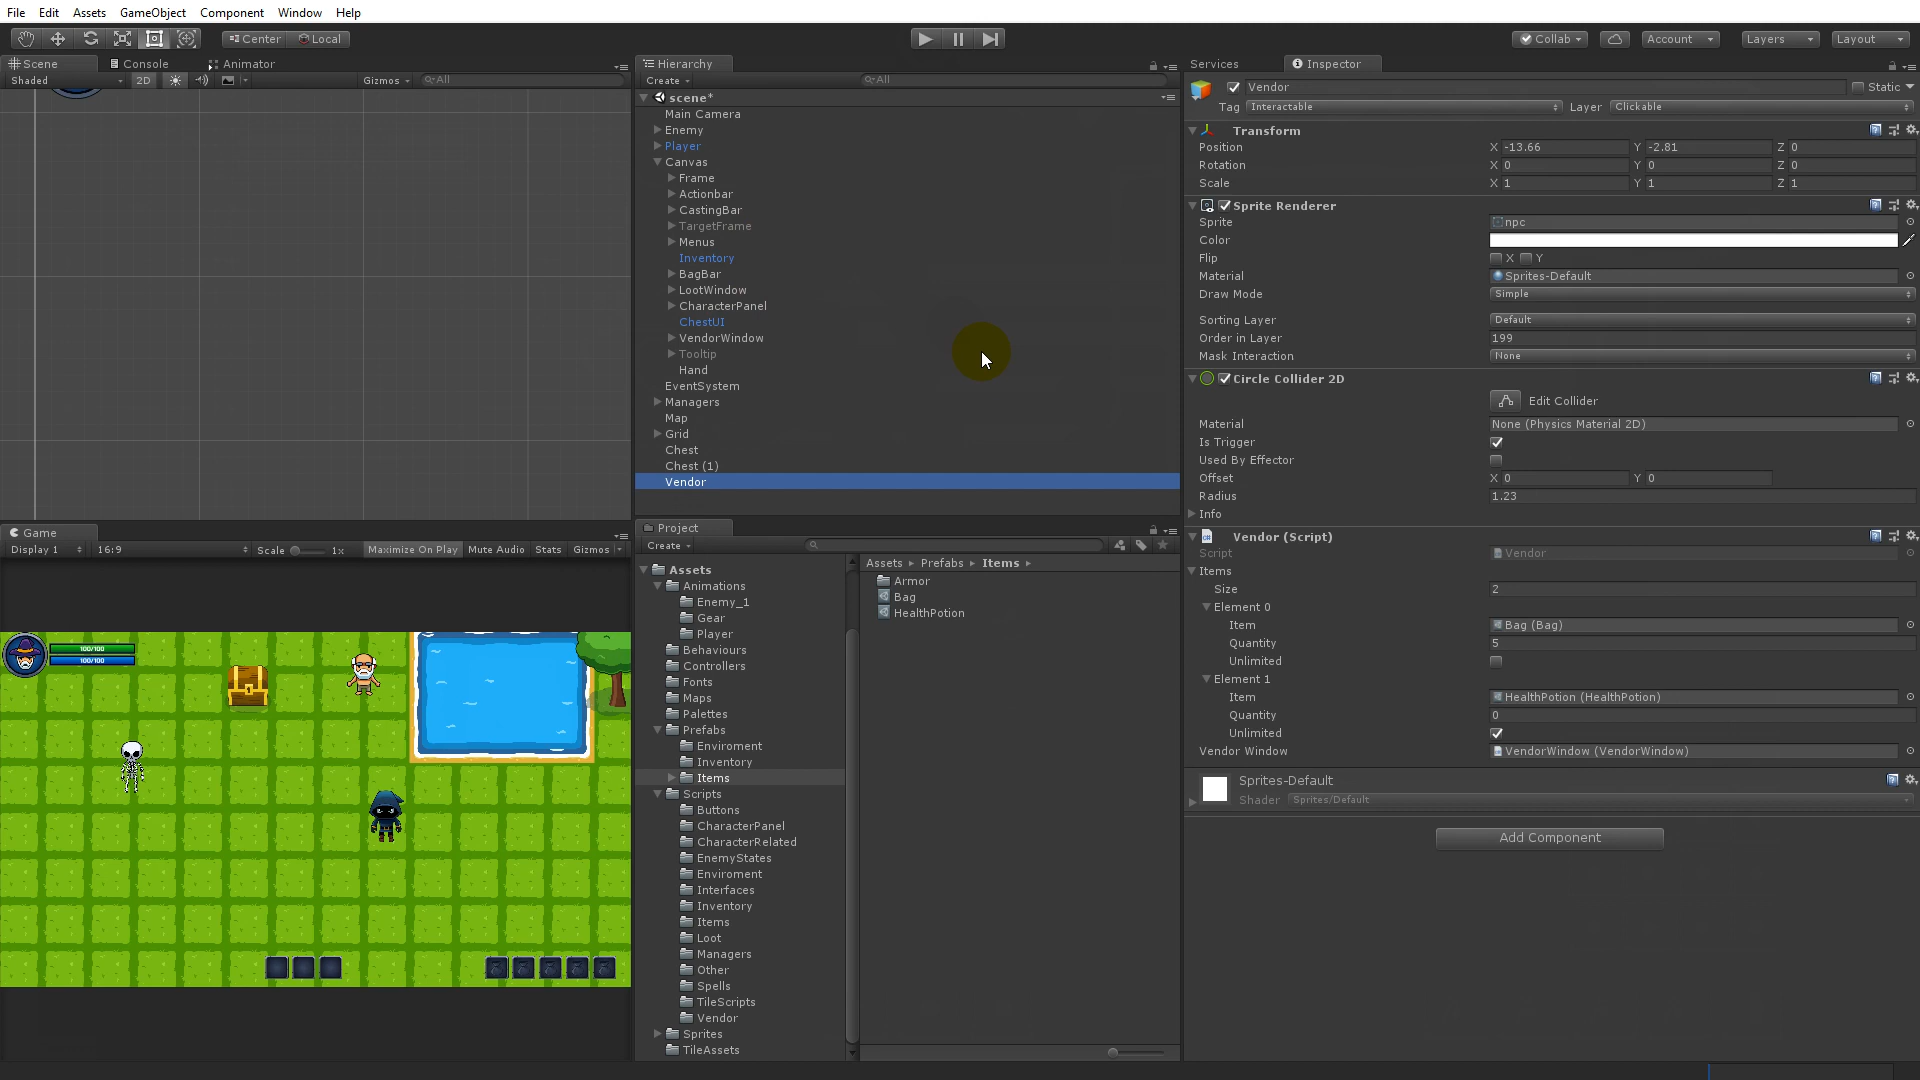 File Edit Assets GameObject Component Window Help
Center Local
Collab Account Layers Layout
Scene Console Animator
Shaded 2D Gizmos All
Hierarchy
Create All
scene*
Main Camera
Enemy
Player
Canvas
Frame
Actionbar
CastingBar
TargetFrame
Menus
Inventory
BagBar
LootWindow
CharacterPanel
ChestUI
VendorWindow
Tooltip
Hand
EventSystem
Managers
Map
Grid
Chest
Chest (1)
Vendor
Game
Display 1 16:9 Scale 1x Maximize On Play Mute Audio Stats Gizmos
100/100
100/100
Project
Create
Assets
Animations
Enemy_1
Gear
Player
Behaviours
Controllers
Fonts
Maps
Palettes
Prefabs
Enviroment
Inventory
Items
Scripts
Buttons
CharacterPanel
CharacterRelated
EnemyStates
Enviroment
Interfaces
Inventory
Items
Loot
Managers
Other
Spells
TileScripts
Vendor
Sprites
TileAssets
Assets Prefabs Items
Armor
Bag
HealthPotion
Services Inspector
Vendor Static
Tag Interactable Layer Clickable
Transform
Position X -13.66 Y -2.81 Z 0
Rotation X 0 Y 0 Z 0
Scale X 1 Y 1 Z 1
Sprite Renderer
Sprite npc
Color
Flip X Y
Material Sprites-Default
Draw Mode Simple
Sorting Layer Default
Order in Layer 199
Mask Interaction None
Circle Collider 2D
Edit Collider
Material None (Physics Material 2D)
Is Trigger
Used By Effector
Offset X 0 Y 0
Radius 1.23
Info
Vendor (Script)
Script Vendor
Items
Size 2
Element 0
Item Bag (Bag)
Quantity 5
Unlimited
Element 1
Item HealthPotion (HealthPotion)
Quantity 0
Unlimited
Vendor Window VendorWindow (VendorWindow)
Sprites-Default
Shader Sprites/Default
Add Component